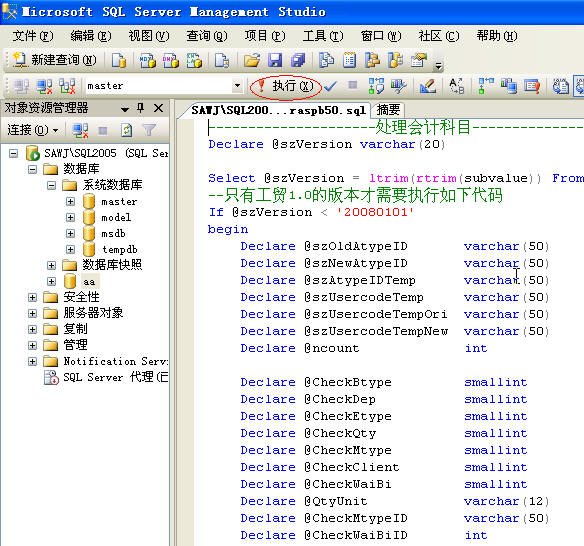 Microsoft SQL Server Management Studio
文件(F) 编辑(E) 视图(V) 查询(Q) 项目(P) 工具(T) 窗口(W) 社区(C) 帮助(H)
新建查询(N)
master 执行(X)
对象资源管理器
SAWJ\SQL200...raspb50.sql 摘要
连接(O)
SAWJ\SQL2005 (SQL Ser
数据库
系统数据库
master
model
msdb
tempdb
数据库快照
aa
安全性
服务器对象
复制
管理
Notification Serv
SQL Server 代理(已
--------------------处理会计科目--------------
Declare @szVersion varchar(20)
Select @szVersion = ltrim(rtrim(subvalue)) From
--只有工贸1.0的版本才需要执行如下代码
If @szVersion < '20080101'
begin
Declare @szOldAtypeID varchar(50)
Declare @szNewAtypeID varchar(50)
Declare @szAtypeIDTemp varchar(50)
Declare @szUsercodeTemp varchar(50)
Declare @szUsercodeTempOri varchar(50)
Declare @szUsercodeTempNew varchar(50)
Declare @ncount int
Declare @CheckBtype smallint
Declare @CheckDep smallint
Declare @CheckEtype smallint
Declare @CheckQty smallint
Declare @CheckMtype smallint
Declare @CheckClient smallint
Declare @CheckWaiBi smallint
Declare @QtyUnit varchar(12)
Declare @CheckMtypeID varchar(50)
Declare @CheckWaiBiID int